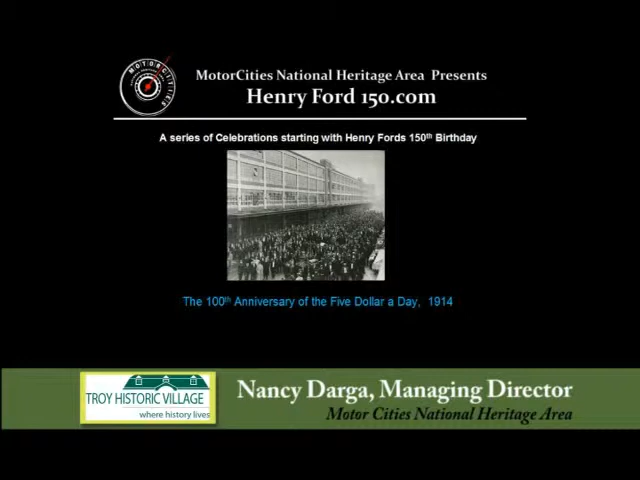 MOTORCITIES
MotorCities National Heritage Area Presents
Henry Ford 150.com
A series of Celebrations starting with Henry Fords 150th Birthday
The 100th Anniversary of the Five Dollar a Day, 1914
TROY HISTORIC VILLAGE
where history lives
Nancy Darga, Managing Director
Motor Cities National Heritage Area